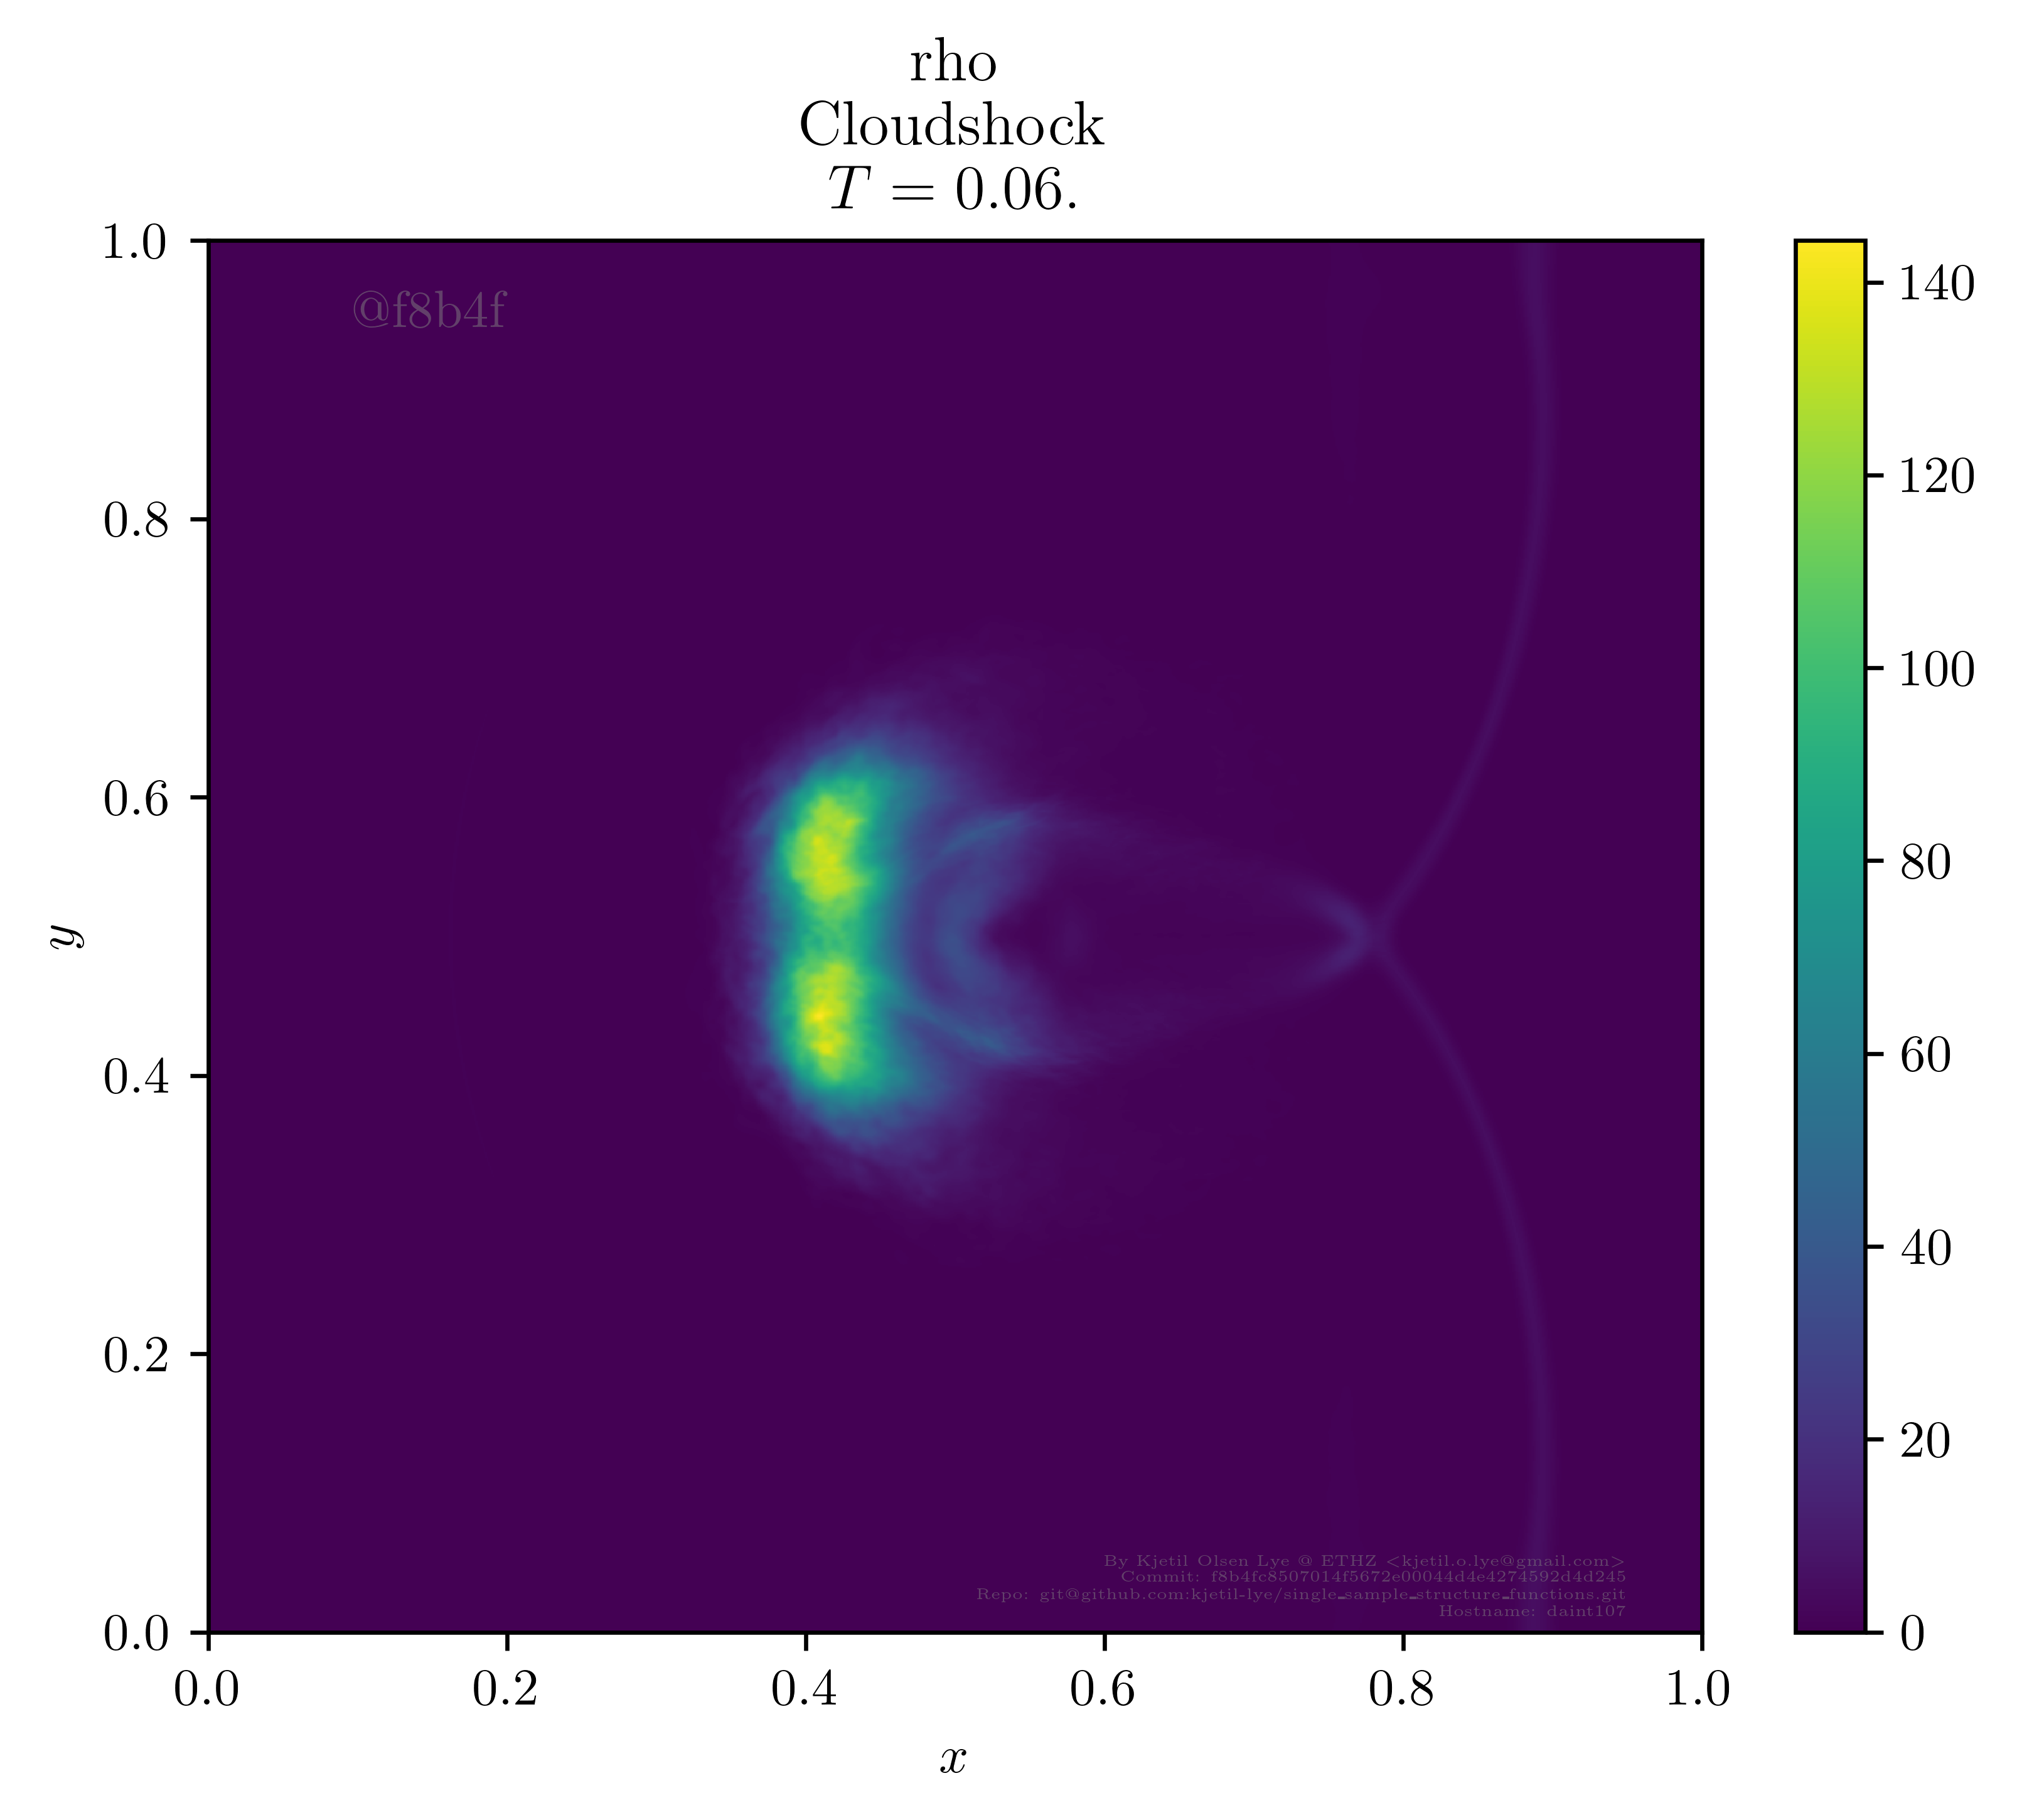 rho
Cloudshock
T = 0.06.
1.0
0.8
0.6
0.4
0.2
0.0
y
@f8b4f
By Kjetil Olsen Lye @ ETHZ <kjetil.o.lye@gmail.com>
Commit: f8b4fc8507014f5672e00044d4e4274592d4d245
Repo: git@github.com:kjetil-lye/single_sample_structure_functions.git
Hostname: daint107
0.0 0.2 0.4 0.6 0.8 1.0
x
140
120
100
80
60
40
20
0